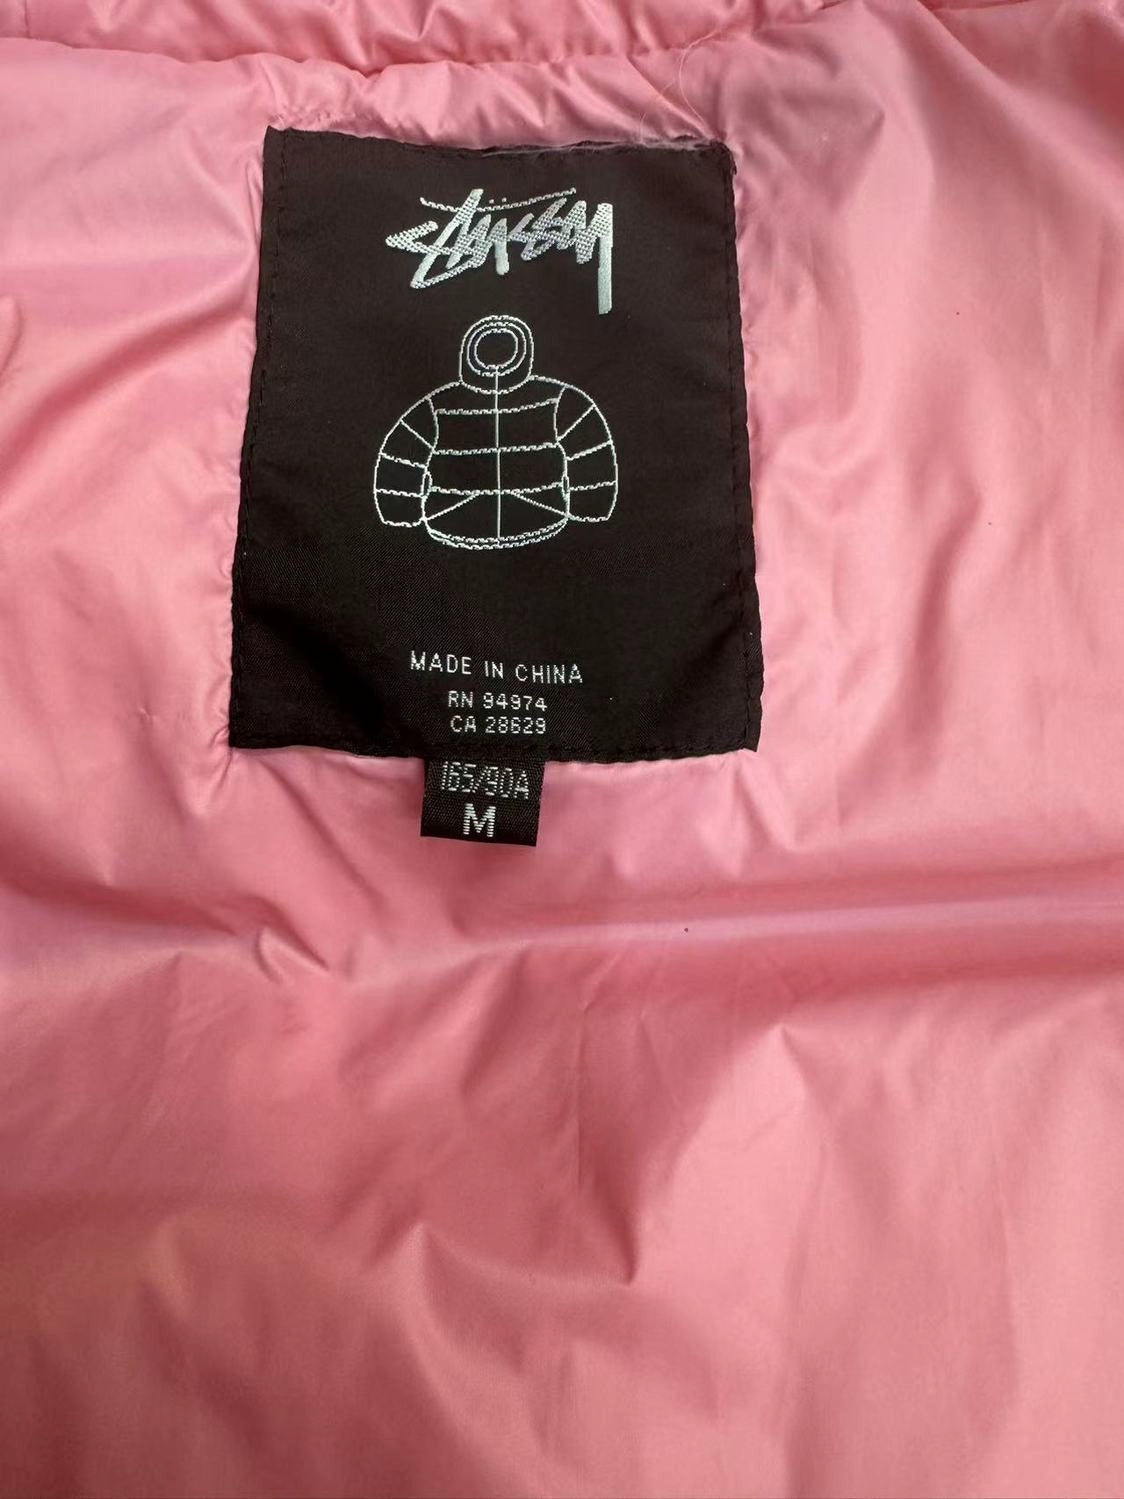 Stüssy
MADE IN CHINA
RN 94974
CA 28629
165/90A
M